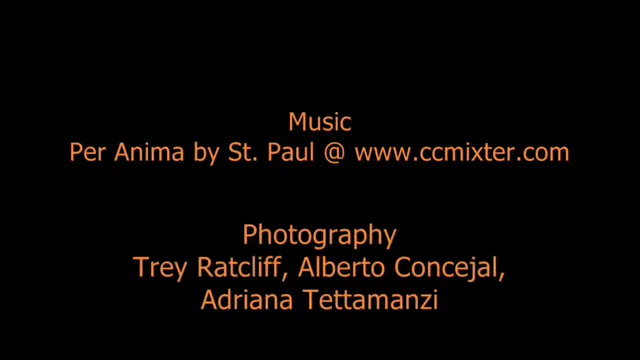 Music
Per Anima by St. Paul @ www.ccmixter.com
Photography
Trey Ratcliff, Alberto Concejal,
Adriana Tettamanzi